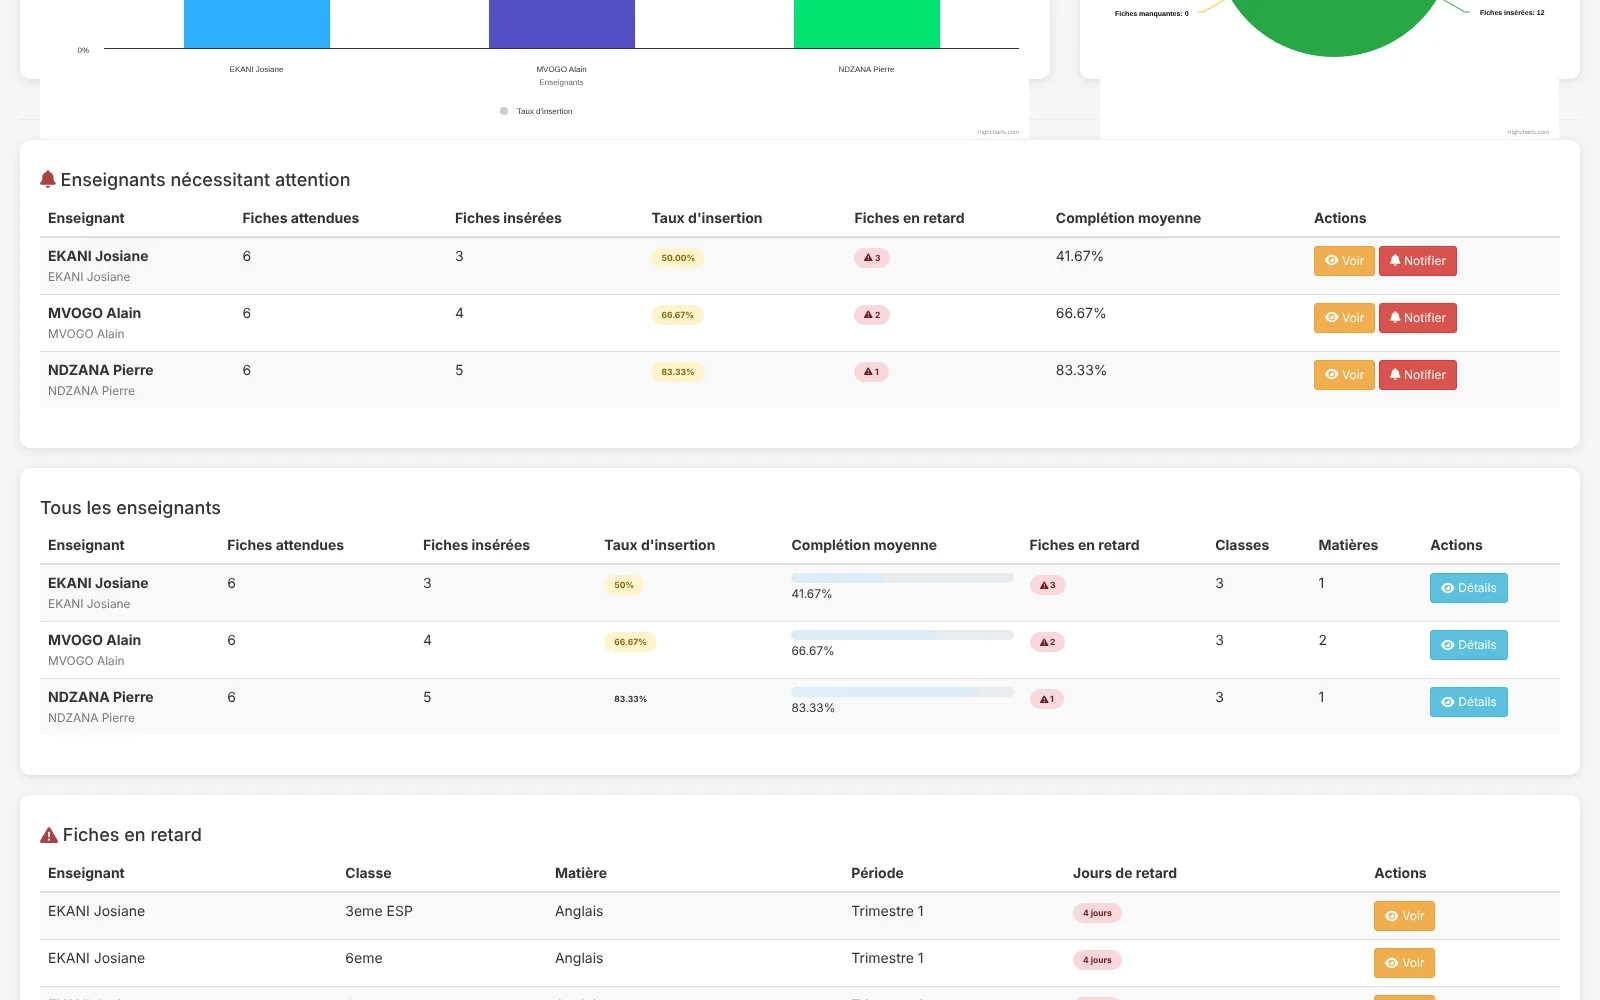 Fiches manquantes: 0
Fiches insérées: 12
0%
EKANI Josiane MVOGO Alain NDZANA Pierre
Enseignants
Taux d'insertion
Highcharts.com
Highcharts.com
Enseignants nécessitant attention
Enseignant Fiches attendues Fiches insérées Taux d'insertion Fiches en retard Complétion moyenne Actions
EKANI Josiane 6 3 50.00% 3 41.67% Voir Notifier
EKANI Josiane
MVOGO Alain 6 4 66.67% 2 66.67% Voir Notifier
MVOGO Alain
NDZANA Pierre 6 5 83.33% 1 83.33% Voir Notifier
NDZANA Pierre
Tous les enseignants
Enseignant Fiches attendues Fiches insérées Taux d'insertion Complétion moyenne Fiches en retard Classes Matières Actions
EKANI Josiane 6 3 50% 41.67% 3 3 1 Détails
EKANI Josiane
MVOGO Alain 6 4 66.67% 66.67% 2 3 2 Détails
MVOGO Alain
NDZANA Pierre 6 5 83.33% 83.33% 1 3 1 Détails
NDZANA Pierre
Fiches en retard
Enseignant Classe Matière Période Jours de retard Actions
EKANI Josiane 3eme ESP Anglais Trimestre 1 4 jours Voir
EKANI Josiane 6eme Anglais Trimestre 1 4 jours Voir